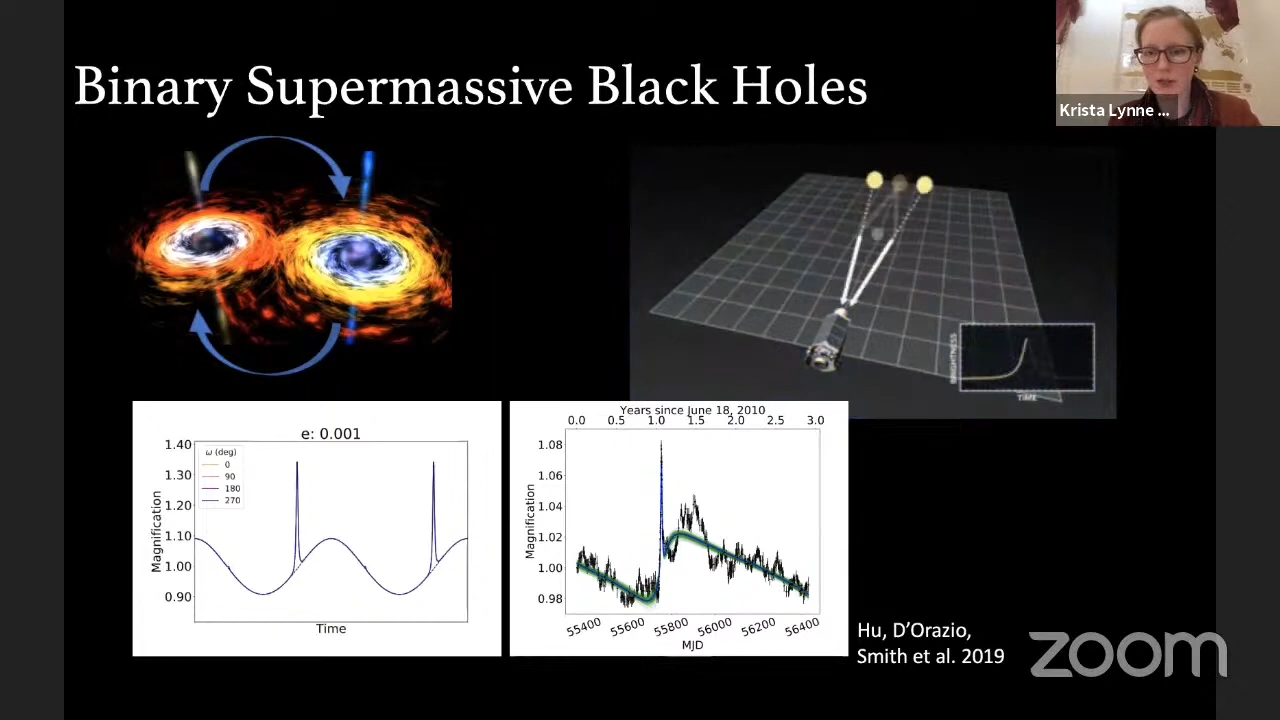 Binary Supermassive Black Holes
Krista Lynne ...
BRIGHTNESS
TIME
e: 0.001
1.40
1.30
1.20
1.10
1.00
0.90
Magnification
ω (deg)
0
90
180
270
Time
Years since June 18, 2010
0.0 0.5 1.0 1.5 2.0 2.5 3.0
1.08
1.06
1.04
1.02
1.00
0.98
Magnification
55400 55600 55800 56000 56200 56400
MJD
Hu, D’Orazio,
Smith et al. 2019
zoom